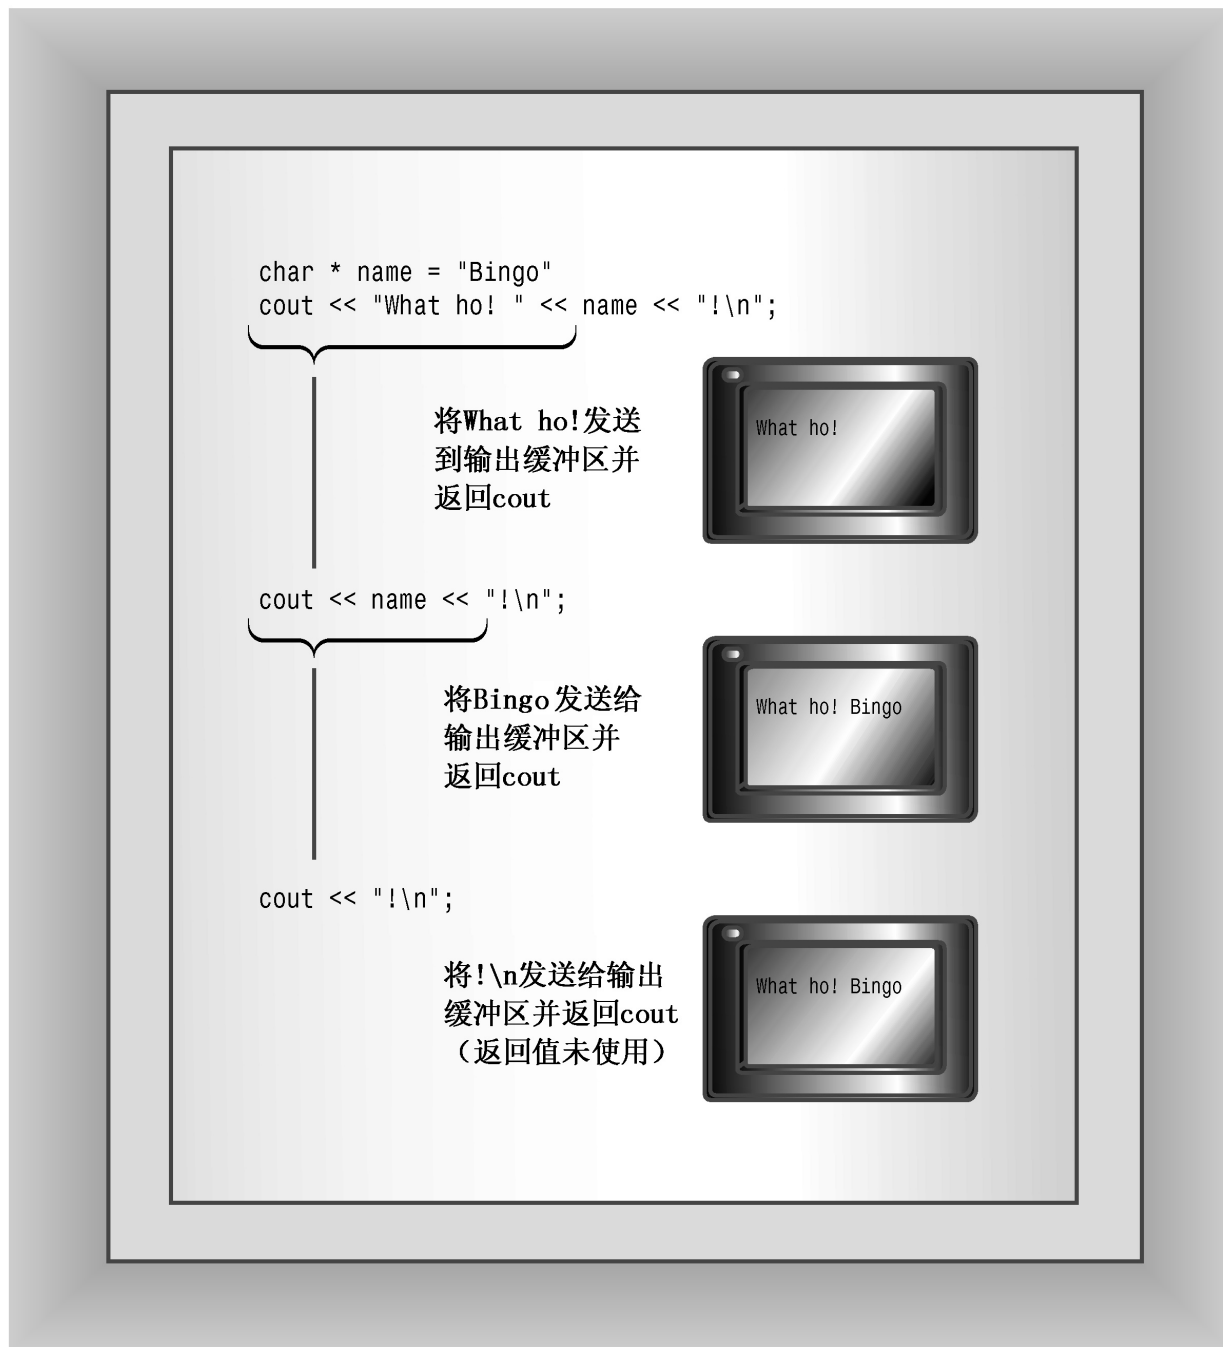 char * name = "Bingo"
cout << "What ho! " << name << "!\n";
将What ho!发送
到输出缓冲区并
返回cout
What ho!
cout << name << "!\n";
将Bingo发送给
输出缓冲区并
返回cout
What ho! Bingo
cout << "!\n";
将!\n发送给输出
缓冲区并返回cout
（返回值未使用）
What ho! Bingo